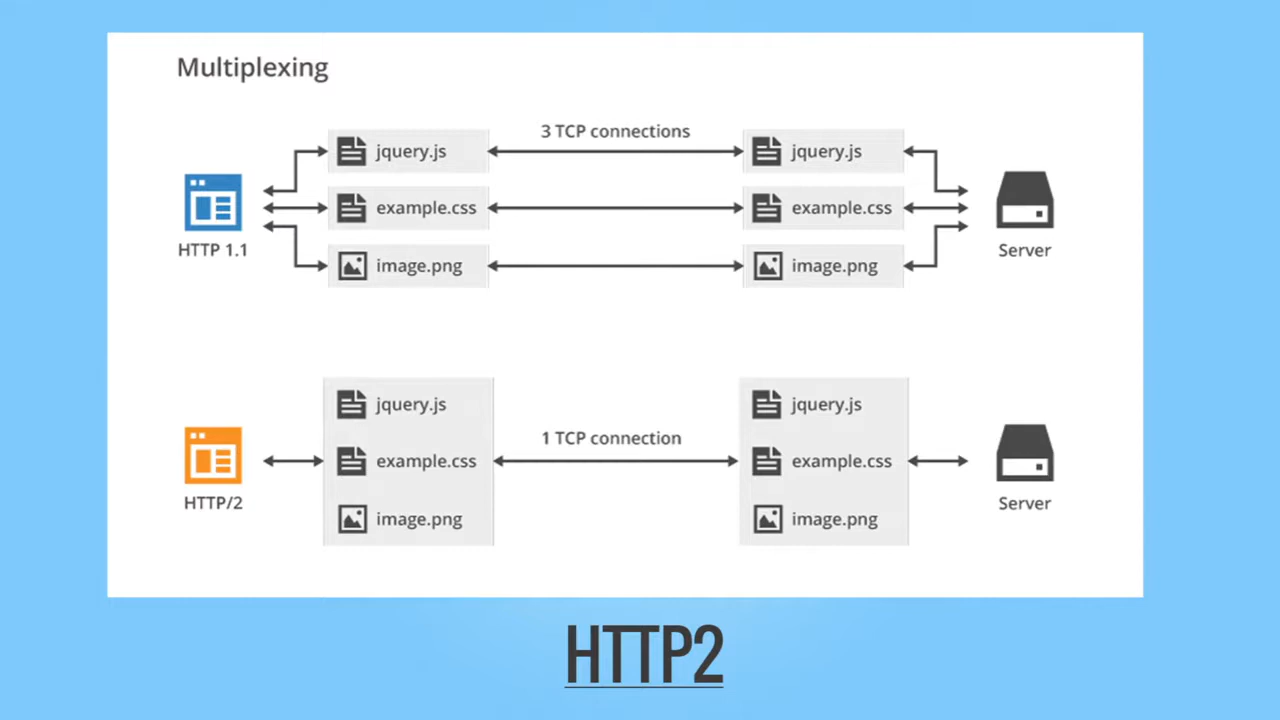 Multiplexing
3 TCP connections
jquery.js
jquery.js
example.css
example.css
HTTP 1.1
Server
image.png
image.png
jquery.js
jquery.js
1 TCP connection
example.css
example.css
HTTP/2
Server
image.png
image.png
HTTP2